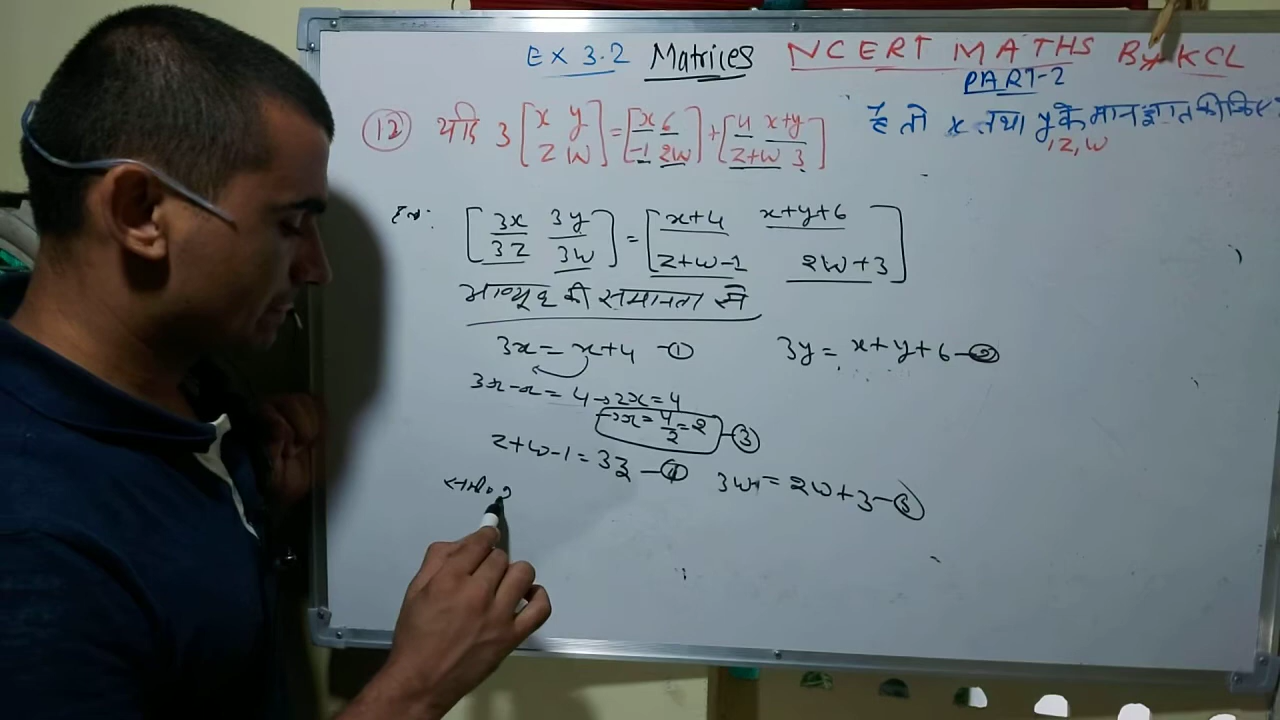 EX 3.2 Matrices NCERT MATHS By KCL
PART-2
(12) यदि 3 [x y; z w] = [x 6; -1 2w] + [4 x+y; z+w 3] है तो x तथा y के मान ज्ञात कीजिए
, z, w
[3x 3y; 3z 3w] = [x+4 x+y+6; z+w-1 2w+3]
आव्यूह की समानता से
3x = x+4 -① 3y = x+y+6 -②
3x-x = 4 → 2x = 4
→ x = 4/2 = 2 -③
z+w-1 = 3z -④ 3w = 2w+3 -⑤